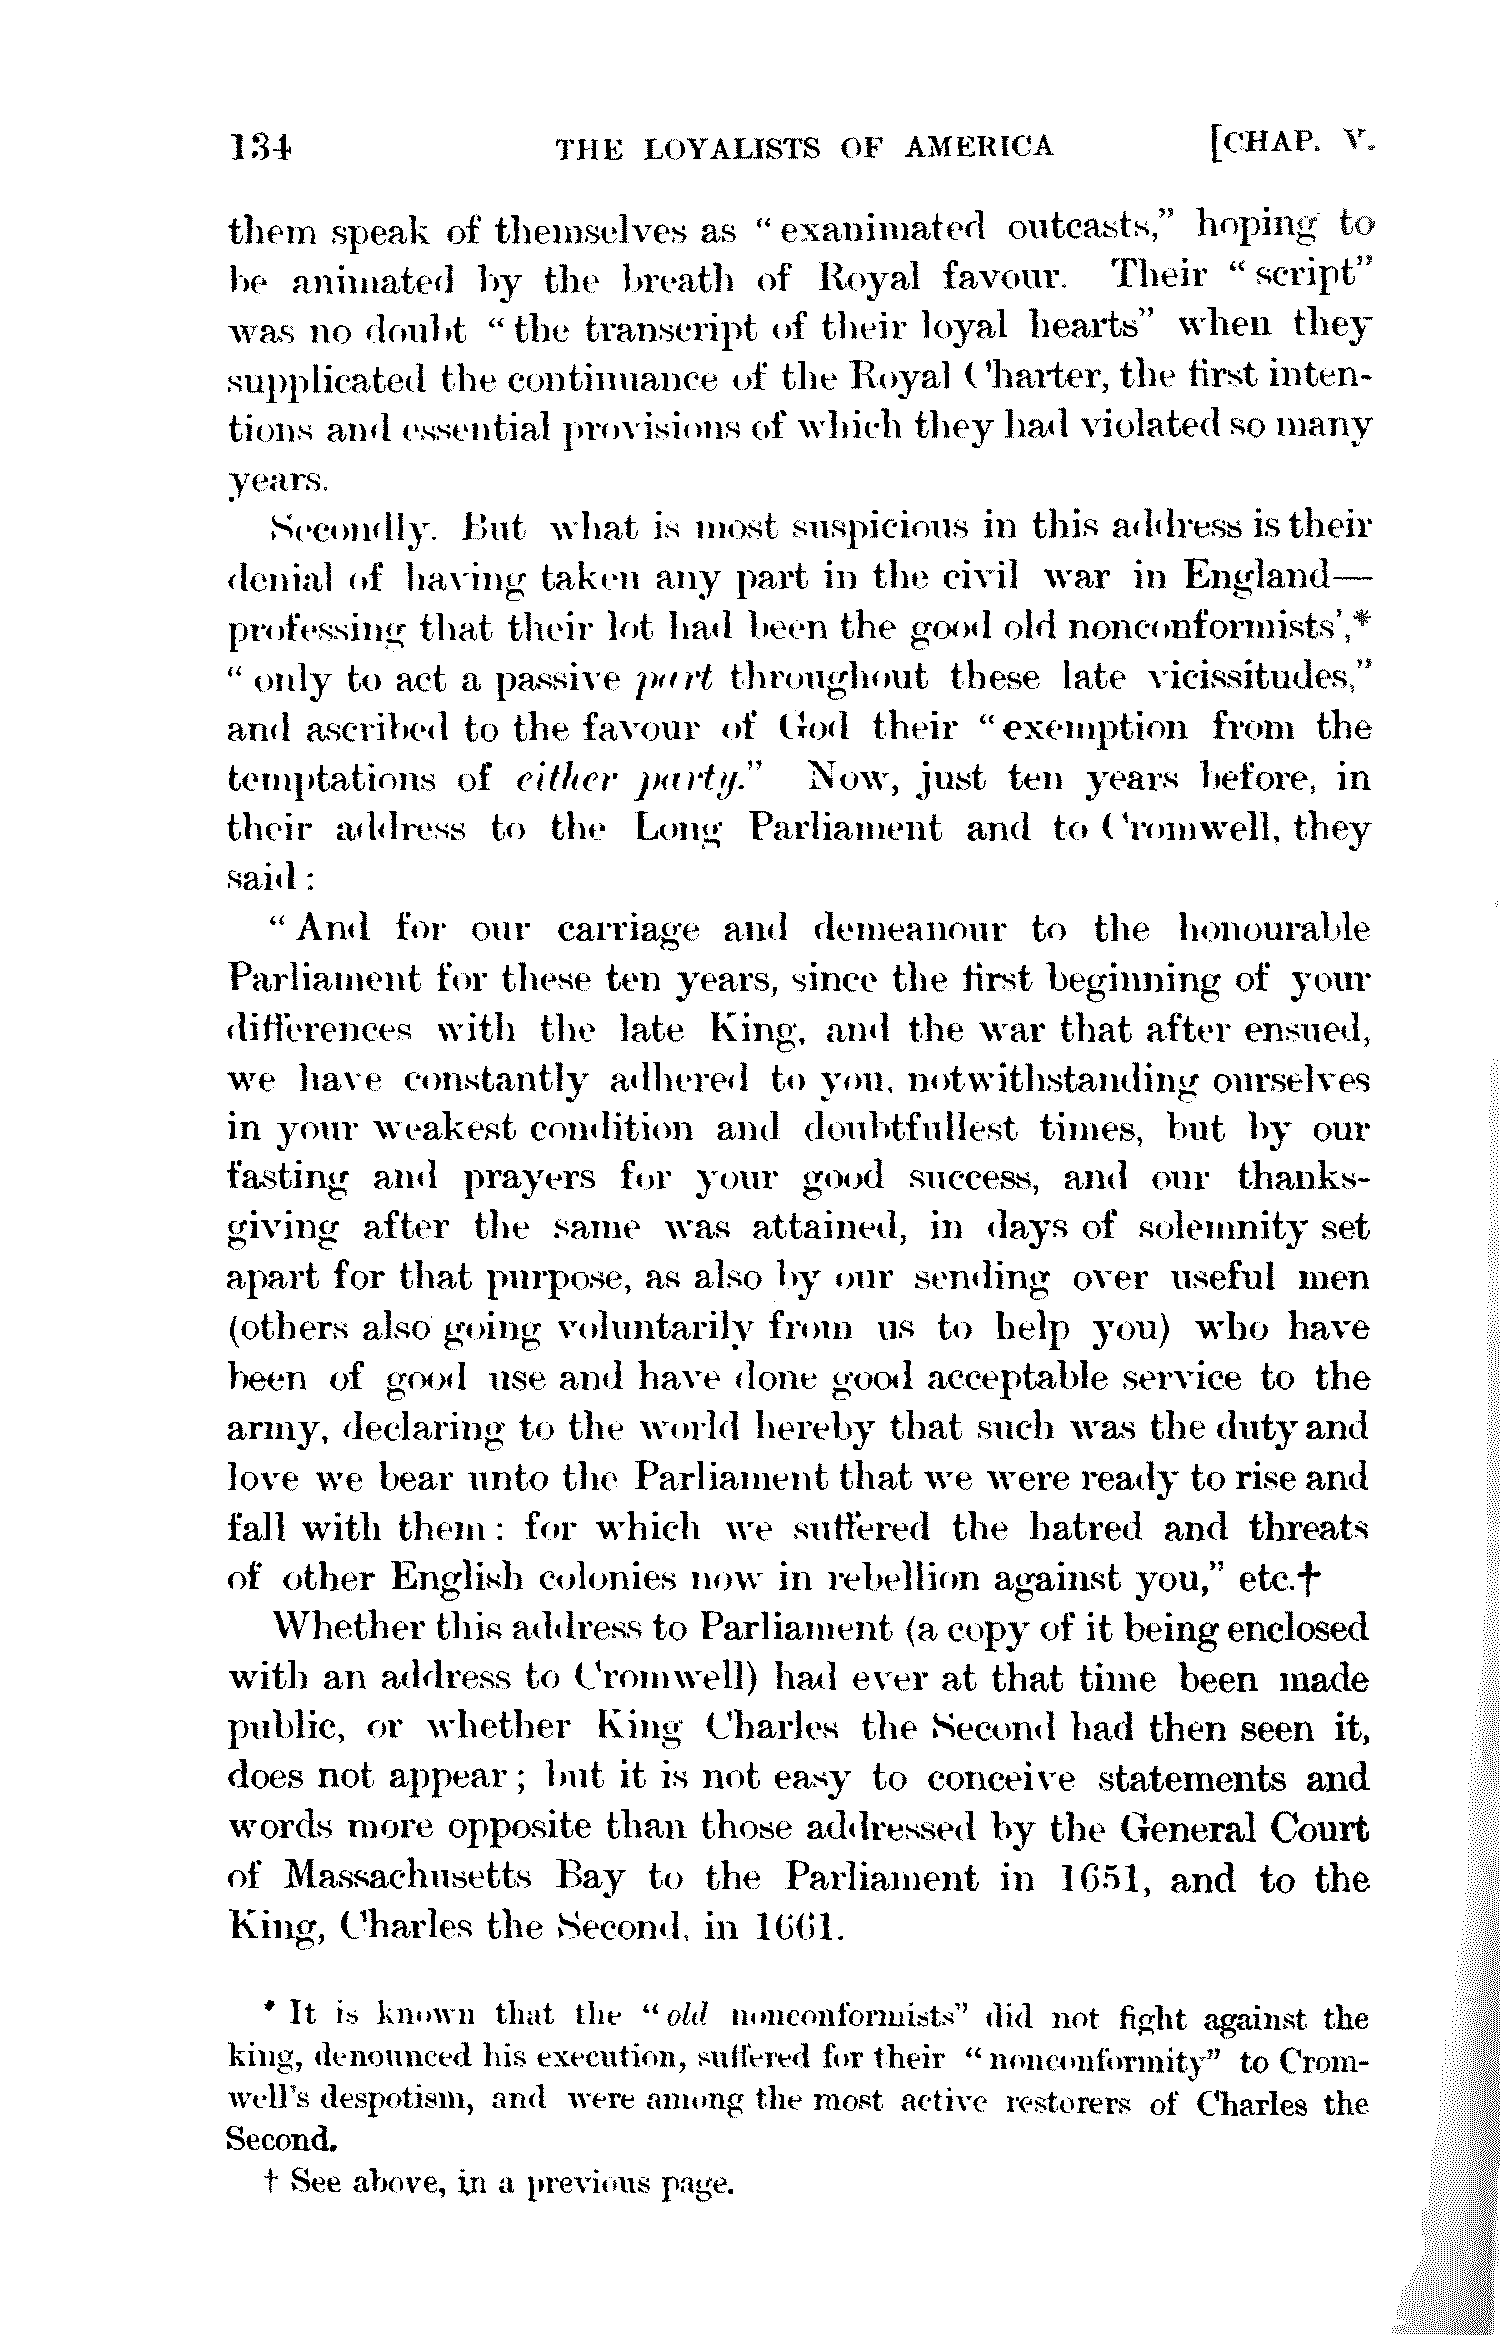 134 THE LOYALISTS OF AMERICA [CHAP. V.
them speak of themselves as "exanimated outcasts," hoping to
be animated by the breath of Royal favour. Their "script"
was no doubt "the transcript of their loyal hearts" when they
supplicated the continuance of the Royal Charter, the first inten-
tions and essential provisions of which they had violated so many
years.
Secondly. But what is most suspicious in this address is their
denial of having taken any part in the civil war in England—
professing that their lot had been the good old nonconformists',*
"only to act a passive part throughout these late vicissitudes,"
and ascribed to the favour of God their "exemption from the
temptations of either party." Now, just ten years before, in
their address to the Long Parliament and to Cromwell, they
said:
"And for our carriage and demeanour to the honourable
Parliament for these ten years, since the first beginning of your
differences with the late King, and the war that after ensued,
we have constantly adhered to you, notwithstanding ourselves
in your weakest condition and doubtfullest times, but by our
fasting and prayers for your good success, and our thanks-
giving after the same was attained, in days of solemnity set
apart for that purpose, as also by our sending over useful men
(others also going voluntarily from us to help you) who have
been of good use and have done good acceptable service to the
army, declaring to the world hereby that such was the duty and
love we bear unto the Parliament that we were ready to rise and
fall with them: for which we suffered the hatred and threats
of other English colonies now in rebellion against you," etc.†
Whether this address to Parliament (a copy of it being enclosed
with an address to Cromwell) had ever at that time been made
public, or whether King Charles the Second had then seen it,
does not appear; but it is not easy to conceive statements and
words more opposite than those addressed by the General Court
of Massachusetts Bay to the Parliament in 1651, and to the
King, Charles the Second, in 1661.
* It is known that the "old nonconformists" did not fight against the
king, denounced his execution, suffered for their "nonconformity" to Crom-
well's despotism, and were among the most active restorers of Charles the
Second.
† See above, in a previous page.